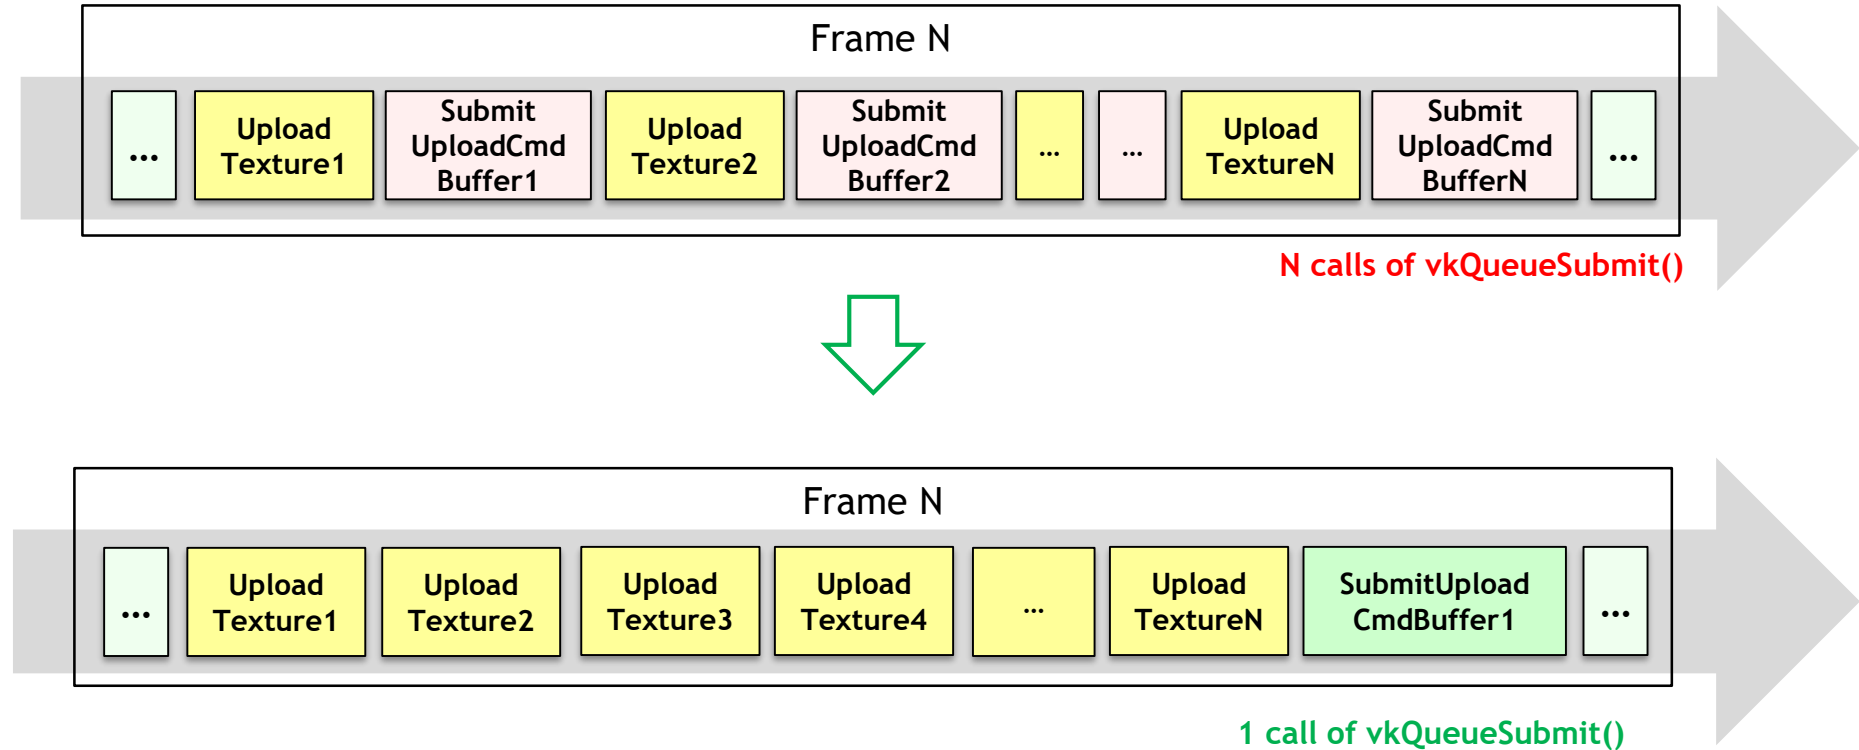 Frame N
...
Upload
Texture1
Submit
UploadCmd
Buffer1
Upload
Texture2
Submit
UploadCmd
Buffer2
...
...
Upload
TextureN
Submit
UploadCmd
BufferN
...
N calls of vkQueueSubmit()
Frame N
...
Upload
Texture1
Upload
Texture2
Upload
Texture3
Upload
Texture4
...
Upload
TextureN
SubmitUpload
CmdBuffer1
...
1 call of vkQueueSubmit()